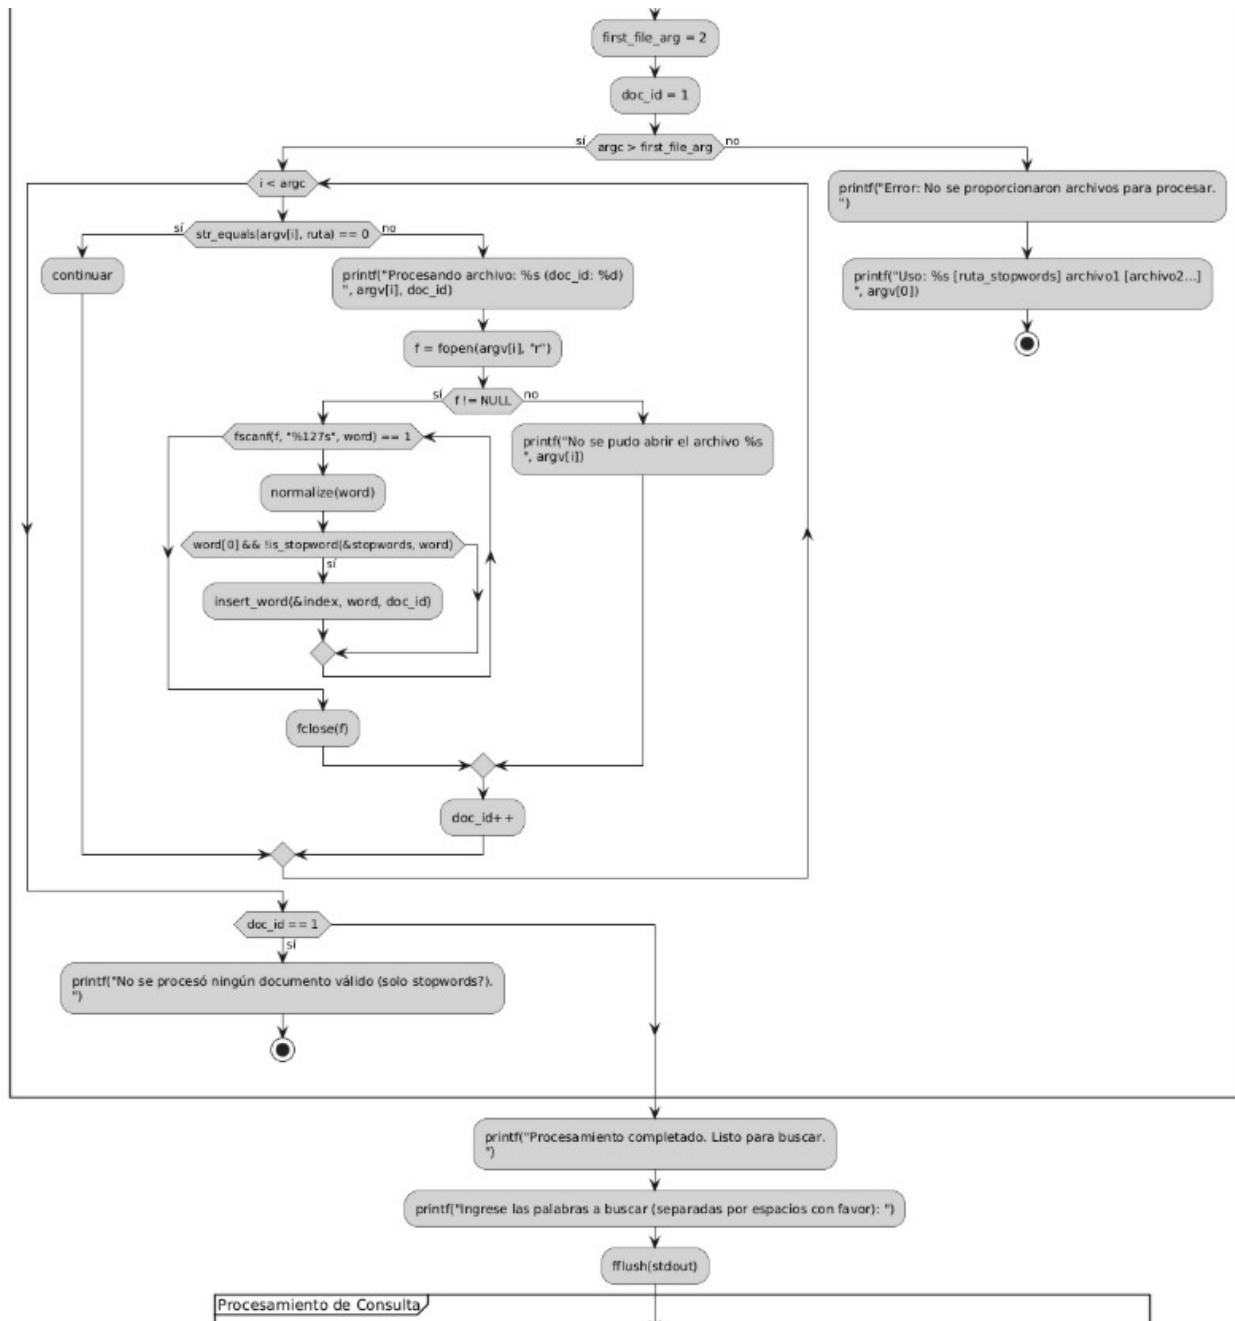 first_file_arg = 2
doc_id = 1
sí
argc > first_file_arg
no
i < argc
printf("Error: No se proporcionaron archivos para procesar.
")
sí
str_equals(argv[i], ruta) == 0
no
continuar
printf("Procesando archivo: %s (doc_id: %d)
", argv[i], doc_id)
printf("Uso: %s [ruta_stopwords] archivo1 [archivo2...]
", argv[0])
f = fopen(argv[i], "r")
sí
f != NULL
no
fscanf(f, "%127s", word) == 1
printf("No se pudo abrir el archivo %s
", argv[i])
normalize(word)
word[0] && !is_stopword(&stopwords, word)
sí
insert_word(&index, word, doc_id)
fclose(f)
doc_id++
doc_id == 1
sí
printf("No se procesó ningún documento válido (solo stopwords?).
")
printf("Procesamiento completado. Listo para buscar.
")
printf("Ingrese las palabras a buscar (separadas por espacios con favor): ")
fflush(stdout)
Procesamiento de Consulta